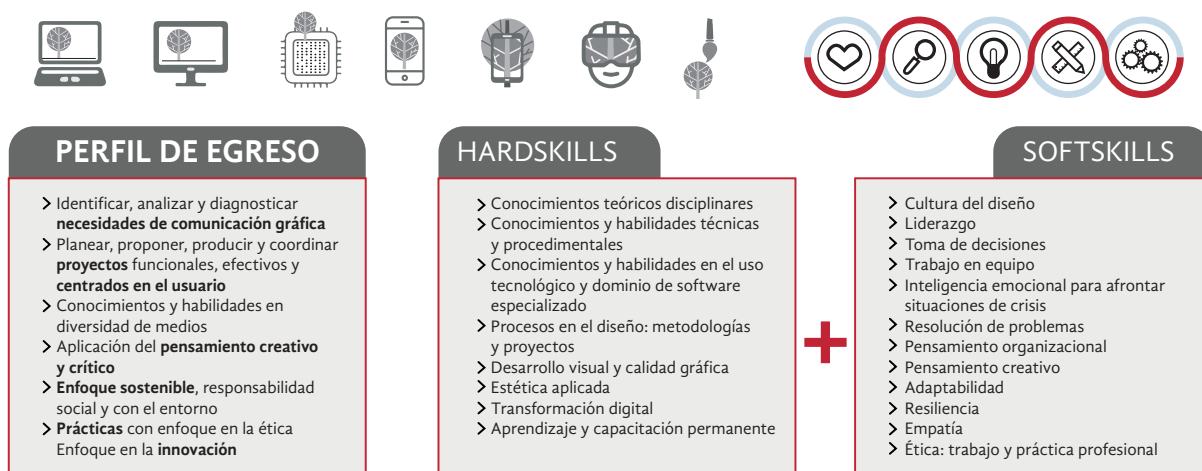 PERFIL DE EGRESO
> Identificar, analizar y diagnosticar
necesidades de comunicación gráfica
> Planear, proponer, producir y coordinar
proyectos funcionales, efectivos y
centrados en el usuario
> Conocimientos y habilidades en
diversidad de medios
> Aplicación del pensamiento creativo
y crítico
> Enfoque sostenible, responsabilidad
social y con el entorno
> Prácticas con enfoque en la ética
Enfoque en la innovación
HARDSKILLS
> Conocimientos teóricos disciplinares
> Conocimientos y habilidades técnicas
y procedimentales
> Conocimientos y habilidades en el uso
tecnológico y dominio de software
especializado
> Procesos en el diseño: metodologías
y proyectos
> Desarrollo visual y calidad gráfica
> Estética aplicada
> Transformación digital
> Aprendizaje y capacitación permanente
+
SOFTSKILLS
> Cultura del diseño
> Liderazgo
> Toma de decisiones
> Trabajo en equipo
> Inteligencia emocional para afrontar
situaciones de crisis
> Resolución de problemas
> Pensamiento organizacional
> Pensamiento creativo
> Adaptabilidad
> Resiliencia
> Empatía
> Ética: trabajo y práctica profesional